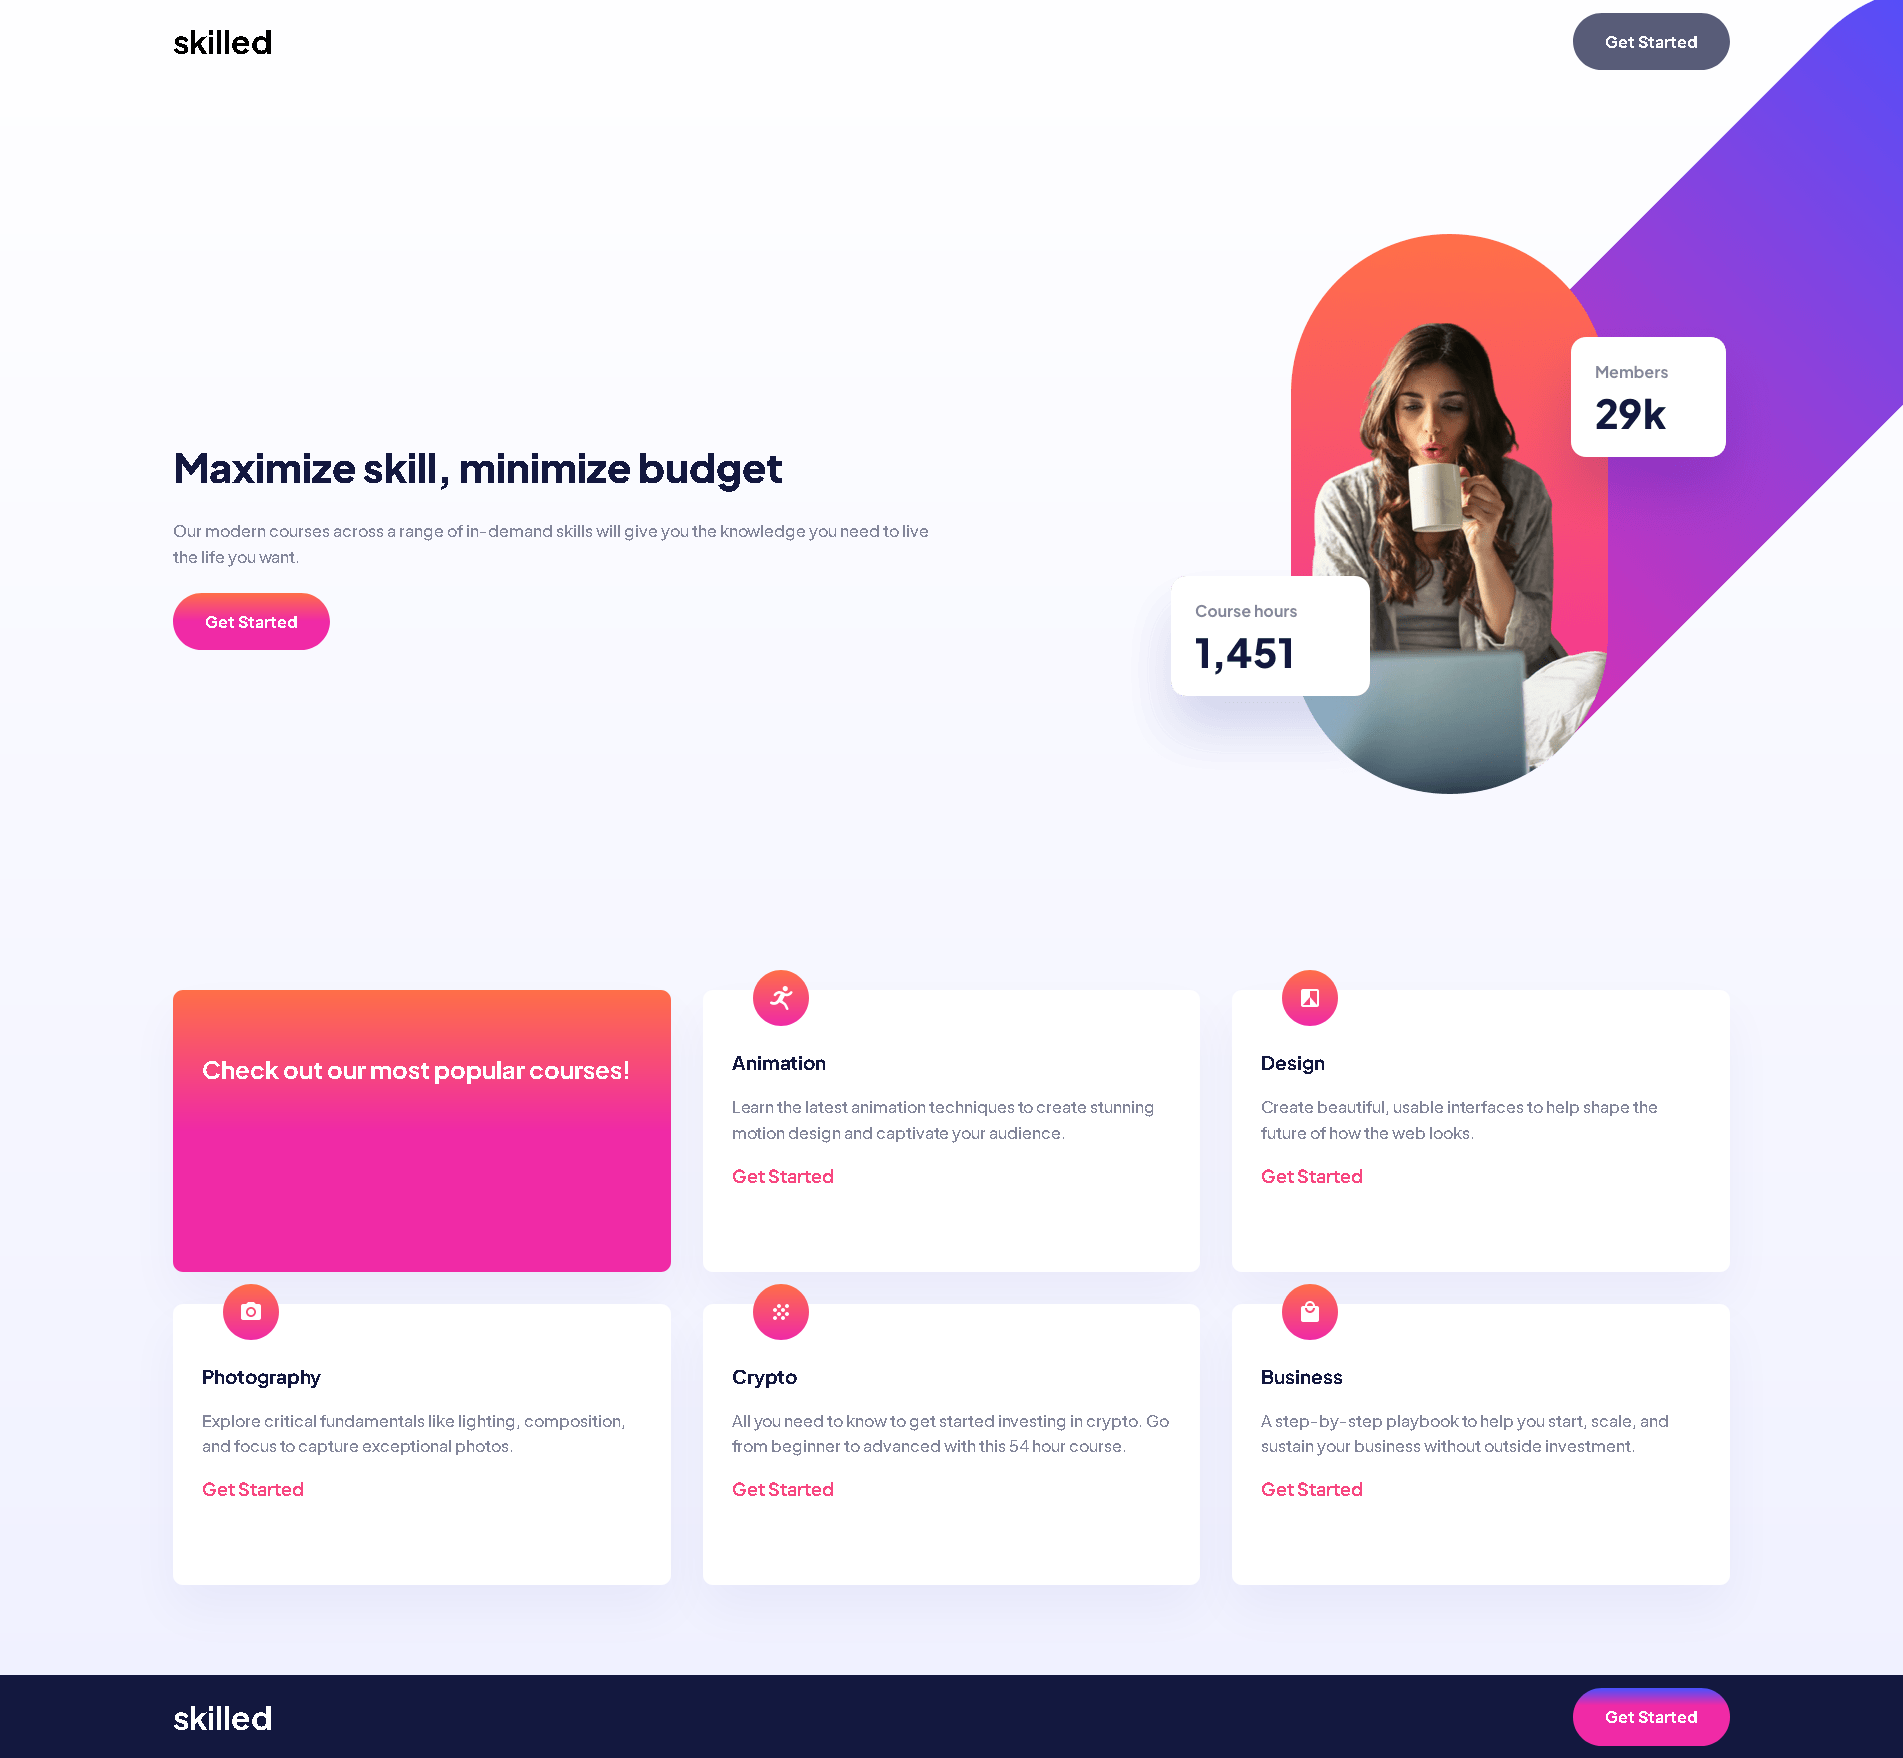 skilled
Get Started
Maximize skill, minimize budget
Our modern courses across a range of in-demand skills will give you the knowledge you need to live
the life you want.
Get Started
Members
29k
Course hours
1,451
Check out our most popular courses!
Animation
Learn the latest animation techniques to create stunning
motion design and captivate your audience.
Get Started
Design
Create beautiful, usable interfaces to help shape the
future of how the web looks.
Get Started
Photography
Explore critical fundamentals like lighting, composition,
and focus to capture exceptional photos.
Get Started
Crypto
All you need to know to get started investing in crypto. Go
from beginner to advanced with this 54 hour course.
Get Started
Business
A step-by-step playbook to help you start, scale, and
sustain your business without outside investment.
Get Started
skilled
Get Started